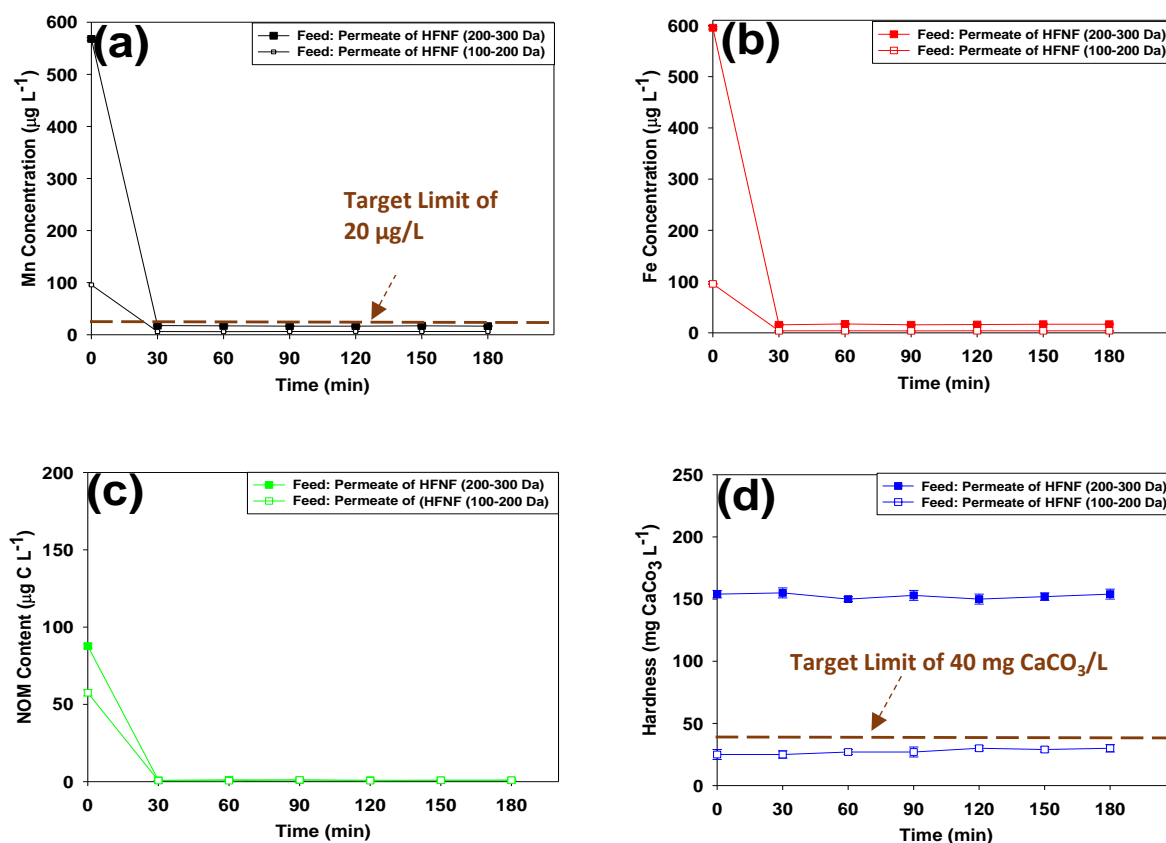 (a)
Feed: Permeate of HFNF (200-300 Da)
Feed: Permeate of HFNF (100-200 Da)
Mn Concentration (µg L⁻¹)
600
500
400
300
200
100
0
Target Limit of
20 µg/L
0 30 60 90 120 150 180
Time (min)
(b)
Feed: Permeate of HFNF (200-300 Da)
Feed: Permeate of HFNF (100-200 Da)
Fe Concentration (µg L⁻¹)
600
500
400
300
200
100
0
0 30 60 90 120 150 180
Time (min)
(c)
Feed: Permeate of HFNF (200-300 Da)
Feed: Permeate of (HFNF (100-200 Da)
NOM Content (µg C L⁻¹)
200
150
100
50
0
0 30 60 90 120 150 180
Time (min)
(d)
Feed: Permeate of HFNF (200-300 Da)
Feed: Permeate of HFNF (100-200 Da)
Hardness (mg CaCo₃ L⁻¹)
250
200
150
100
50
0
Target Limit of 40 mg CaCO₃/L
0 30 60 90 120 150 180
Time (min)